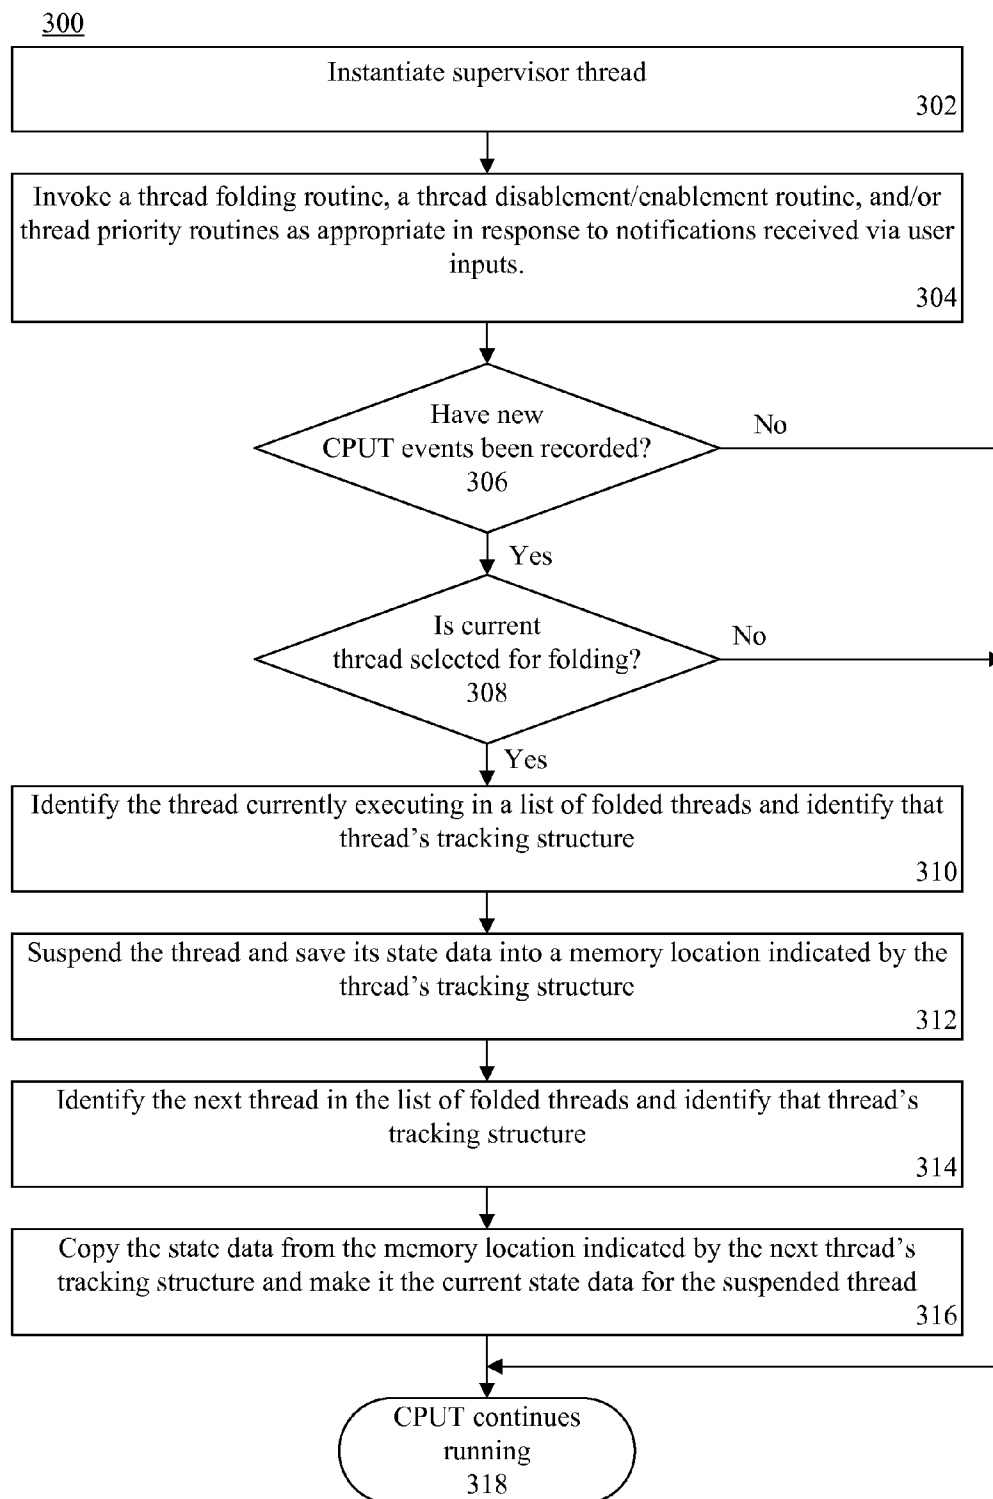 300
Instantiate supervisor thread
302
Invoke a thread folding routine, a thread disablement/enablement routine, and/or
thread priority routines as appropriate in response to notifications received via user
inputs.
304
Have new
CPUT events been recorded?
306
No
Yes
Is current
thread selected for folding?
308
No
Yes
Identify the thread currently executing in a list of folded threads and identify that
thread's tracking structure
310
Suspend the thread and save its state data into a memory location indicated by the
thread's tracking structure
312
Identify the next thread in the list of folded threads and identify that thread's
tracking structure
314
Copy the state data from the memory location indicated by the next thread's
tracking structure and make it the current state data for the suspended thread
316
CPUT continues
running
318